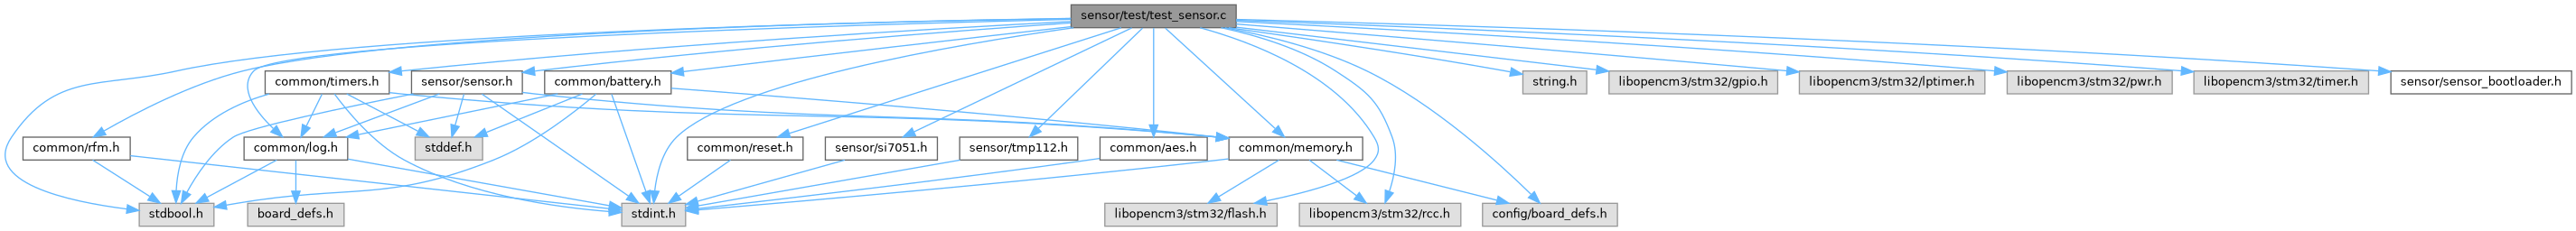 sensor/test/test_sensor.c
common/timers.h
sensor/sensor.h
common/battery.h
string.h
libopencm3/stm32/gpio.h
libopencm3/stm32/lptimer.h
libopencm3/stm32/pwr.h
libopencm3/stm32/timer.h
sensor/sensor_bootloader.h
common/rfm.h
common/log.h
stddef.h
common/reset.h
sensor/si7051.h
sensor/tmp112.h
common/aes.h
common/memory.h
stdbool.h
board_defs.h
stdint.h
libopencm3/stm32/flash.h
libopencm3/stm32/rcc.h
config/board_defs.h